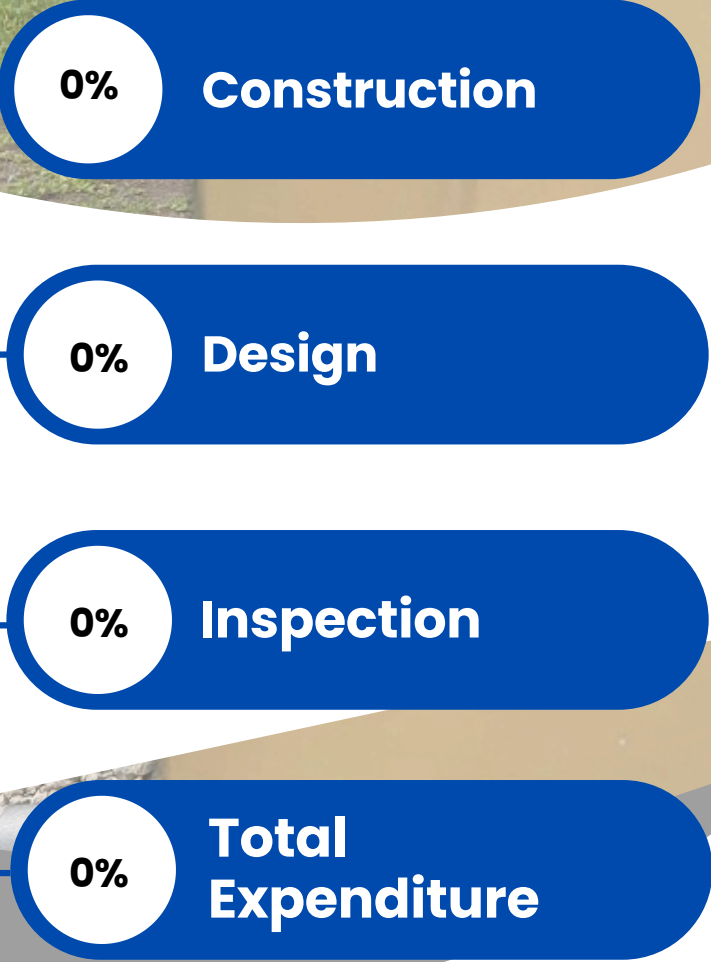 0% Construction
0% Design
0% Inspection
0% Total
Expenditure